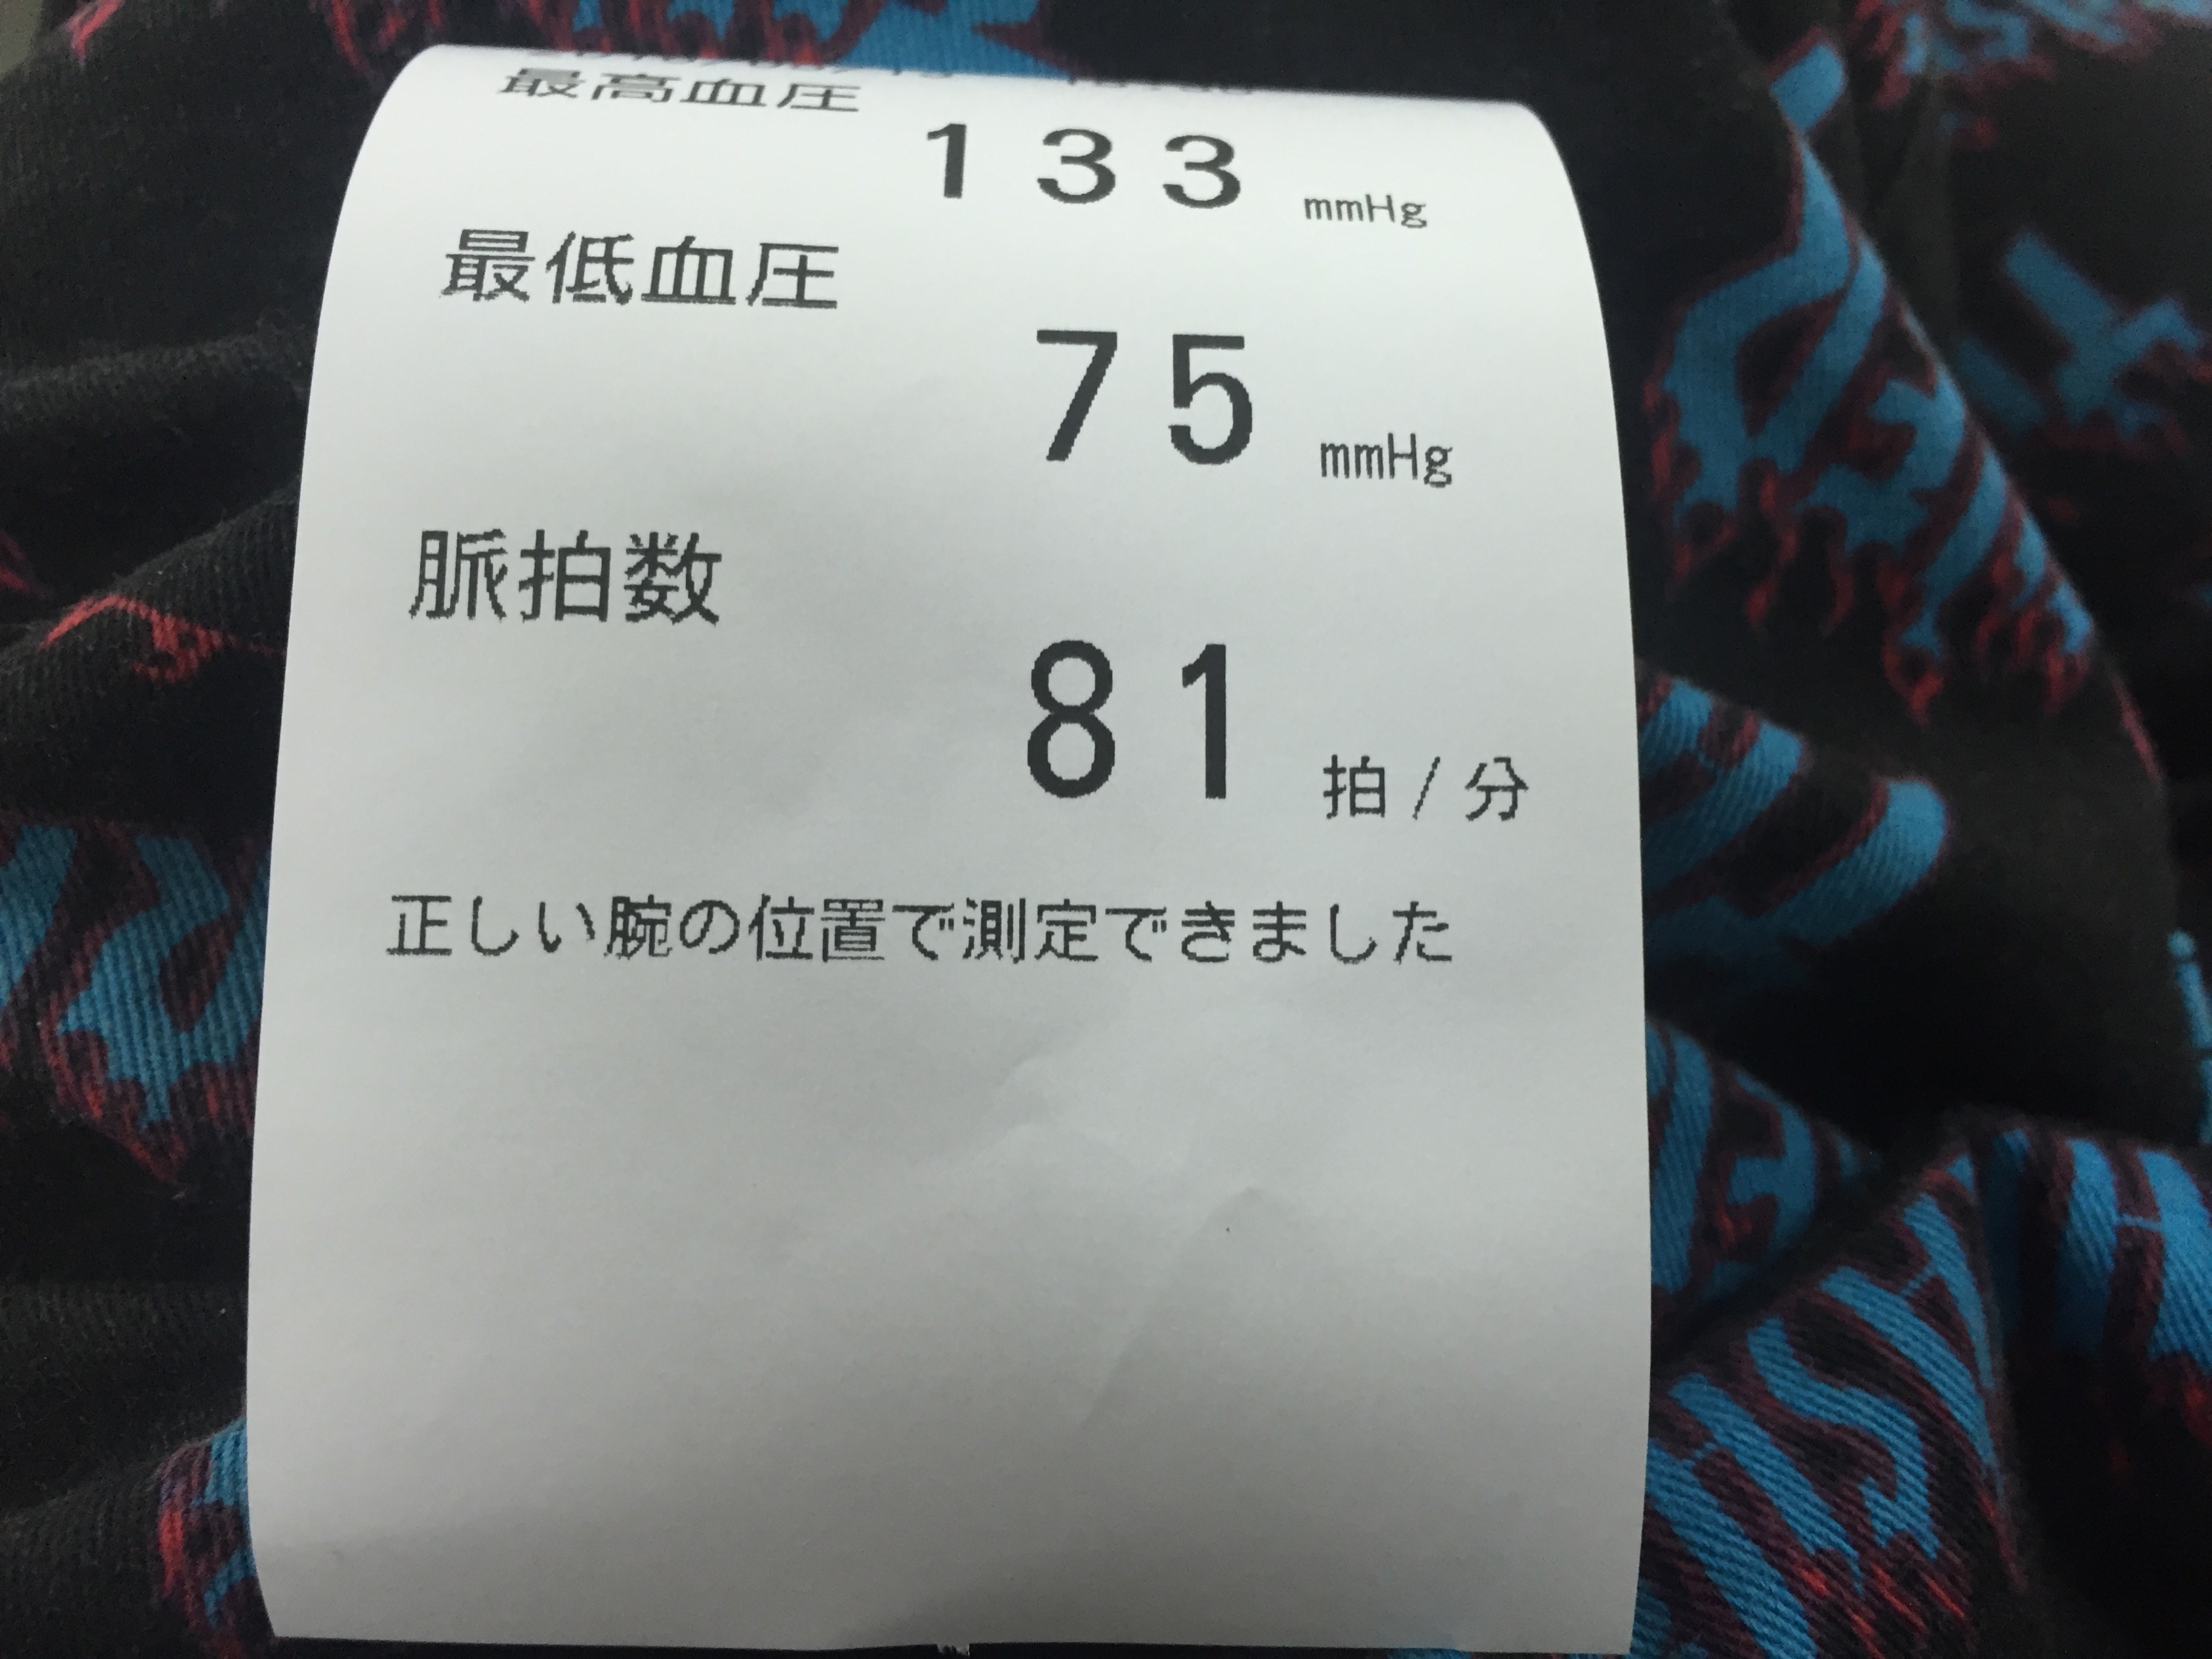 最高血圧
133 mmHg
最低血圧
75 mmHg
脈拍数
81 拍/分
正しい腕の位置で測定できました